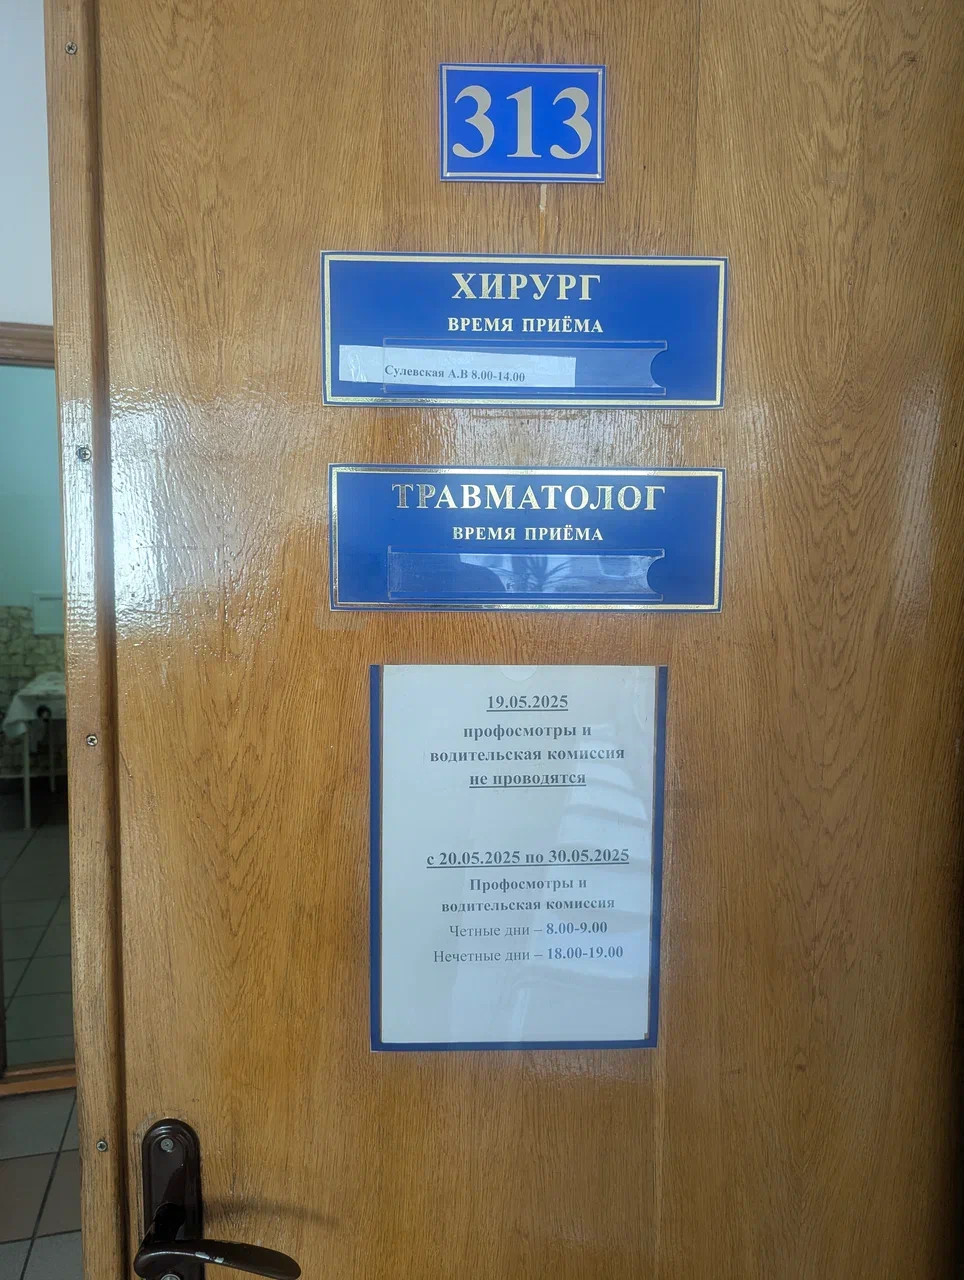 313
ХИРУРГ
ВРЕМЯ ПРИЁМА
Сулевская А.В 8.00-14.00
ТРАВМАТОЛОГ
ВРЕМЯ ПРИЁМА
19.05.2025
профосмотры и
водительская комиссия
не проводятся
с 20.05.2025 по 30.05.2025
Профосмотры и
водительская комиссия
Четные дни – 8.00-9.00
Нечетные дни – 18.00-19.00